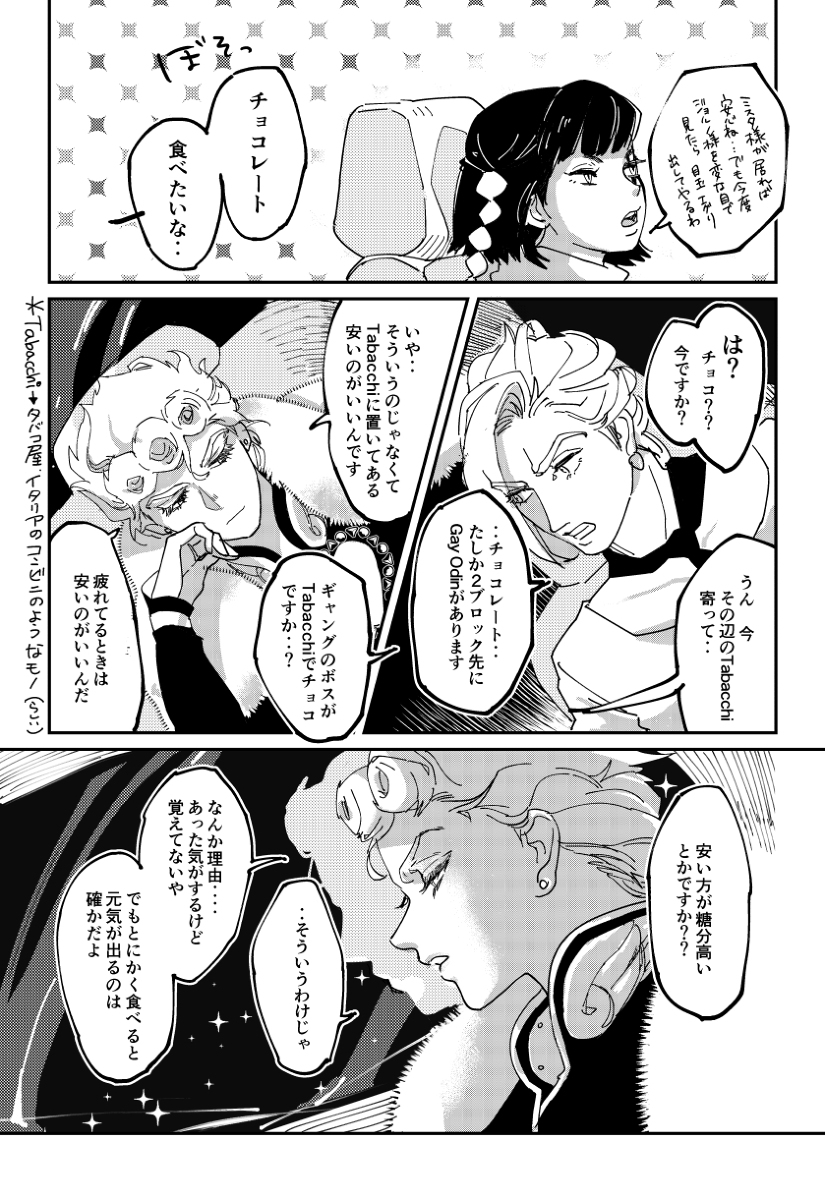 ミスタ様が居れば
安心ね…でも今度
ジョルノ様を変な目で
見たら目玉えぐり
出してやるわ
ぼそっ
チョコレート
食べたいな‥
は?
チョコ??
今ですか?
うん 今
その辺のTabacchi
寄って‥
‥チョコレート‥
たしか2ブロック先に
Gay Odinがあります
いや‥
そういうのじゃなくて
Tabacchiに置いてある
安いのがいいんです
ギャングのボスが
Tabacchiでチョコ
ですか‥?
疲れてるときは
安いのがいいんだ
*Tabacchi→タバコ屋。イタリアのコンビニのようなもの(らしい)
安い方が糖分高い
とかですか??
‥そういうわけじゃ
なんか理由‥‥
あった気がするけど
覚えてないや
でもとにかく食べると
元気が出るのは
確かだよ